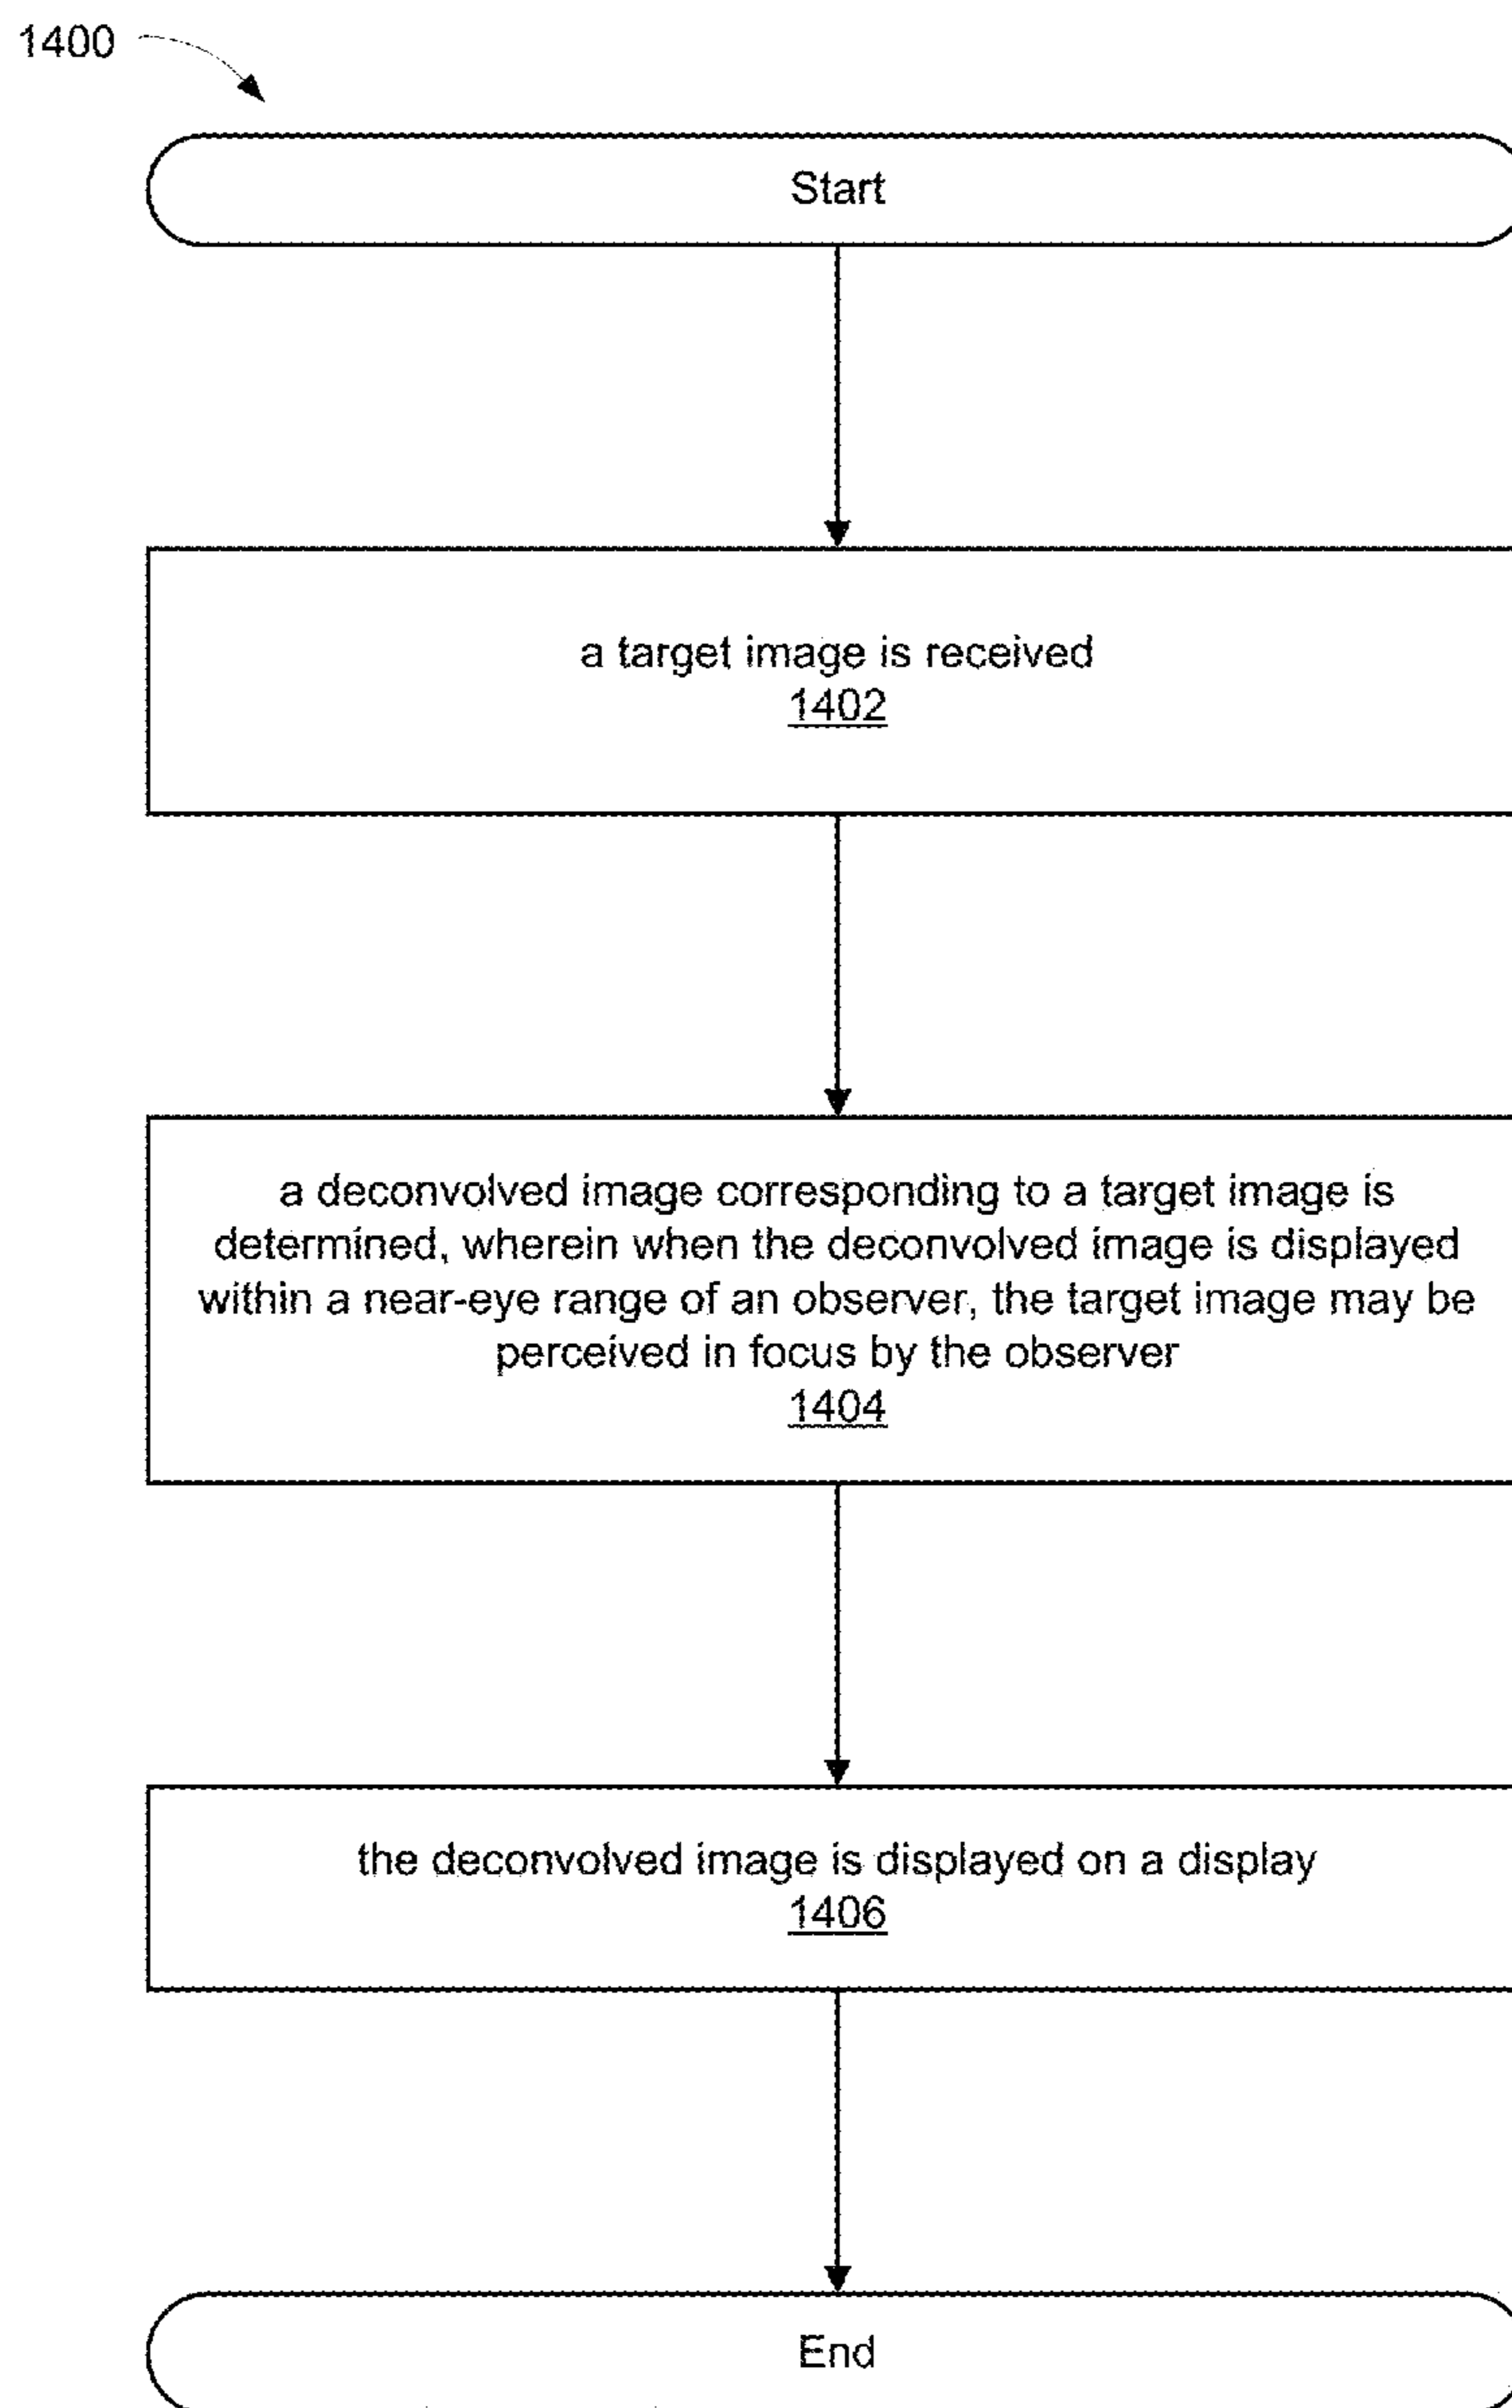 1400
Start
a target image is received
1402
a deconvolved image corresponding to a target image is
determined, wherein when the deconvolved image is displayed
within a near-eye range of an observer, the target image may be
perceived in focus by the observer
1404
the deconvolved image is displayed on a display
1406
End